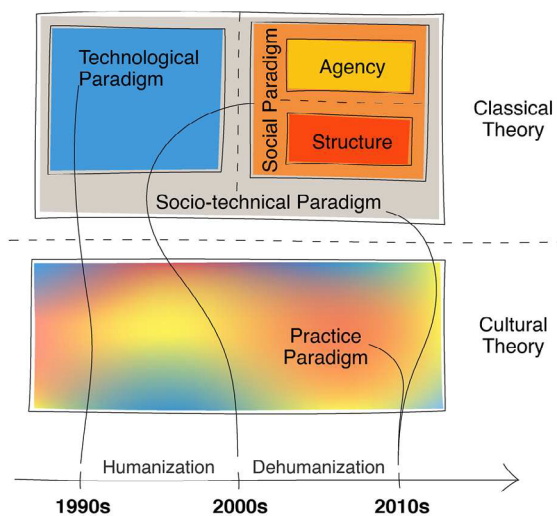 Technological
Paradigm
Social Paradigm
Agency
Structure
Classical
Theory
Socio-technical Paradigm
Practice
Paradigm
Cultural
Theory
Humanization
Dehumanization
1990s
2000s
2010s